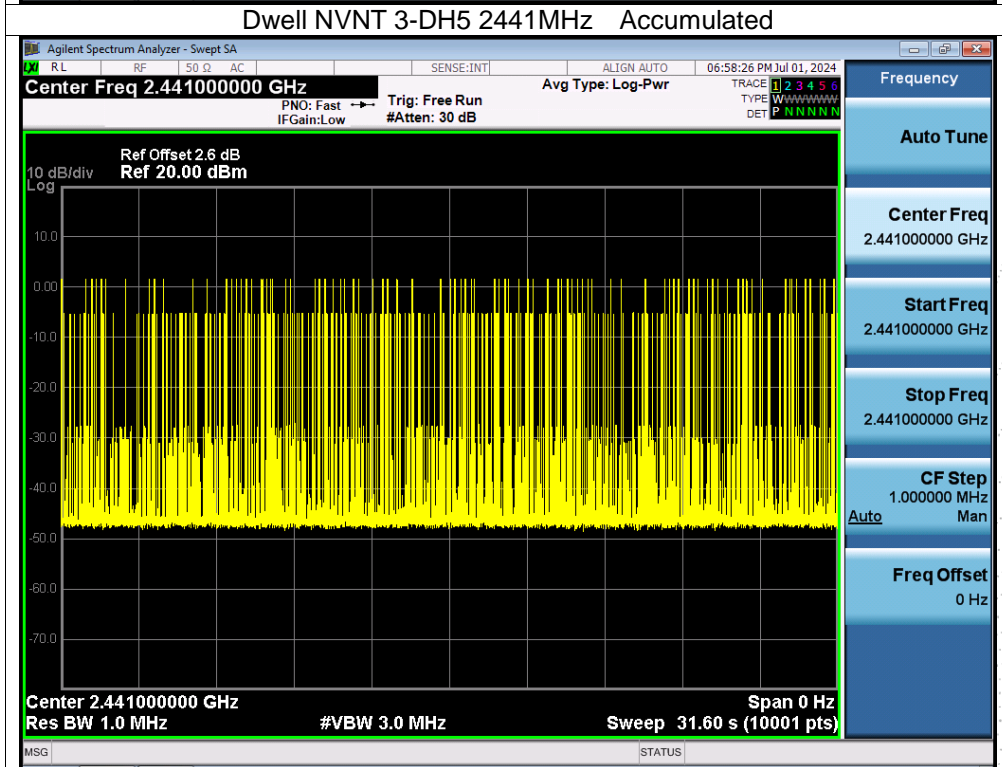 Dwell NVNT 3-DH5 2441MHz Accumulated
Agilent Spectrum Analyzer - Swept SA
LXI RL RF 50 Ω AC SENSE:INT ALIGN AUTO 06:58:26 PM Jul 01, 2024
Center Freq 2.441000000 GHz
PNO: Fast
IFGain:Low
Trig: Free Run
#Atten: 30 dB
Avg Type: Log-Pwr
TRACE 1 2 3 4 5 6
TYPE WWWWWWW
DET P N N N N N
Ref Offset 2.6 dB
10 dB/div Ref 20.00 dBm
Log
10.0
0.00
-10.0
-20.0
-30.0
-40.0
-50.0
-60.0
-70.0
Center 2.441000000 GHz Span 0 Hz
Res BW 1.0 MHz #VBW 3.0 MHz Sweep 31.60 s (10001 pts)
MSG STATUS
Frequency
Auto Tune
Center Freq
2.441000000 GHz
Start Freq
2.441000000 GHz
Stop Freq
2.441000000 GHz
CF Step
1.000000 MHz
Auto Man
Freq Offset
0 Hz